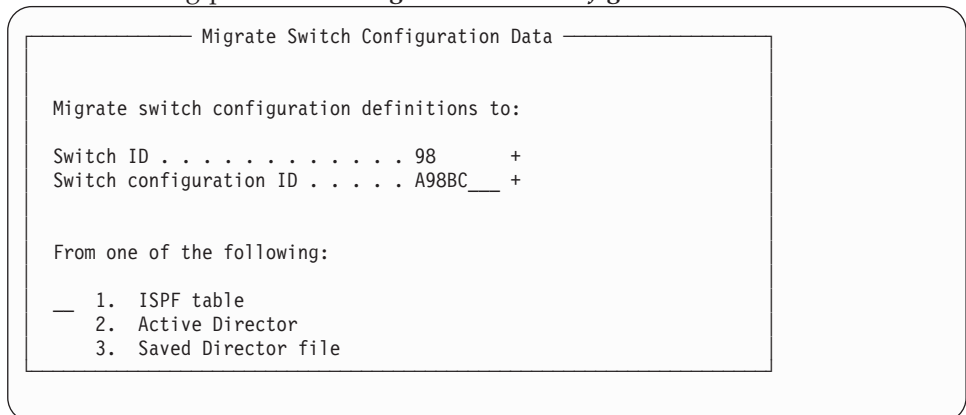 Migrate Switch Configuration Data
Migrate switch configuration definitions to:
Switch ID . . . . . . . . . . . . 98 +
Switch configuration ID . . . . . A98BC___ +
From one of the following:
__ 1. ISPF table
2. Active Director
3. Saved Director file